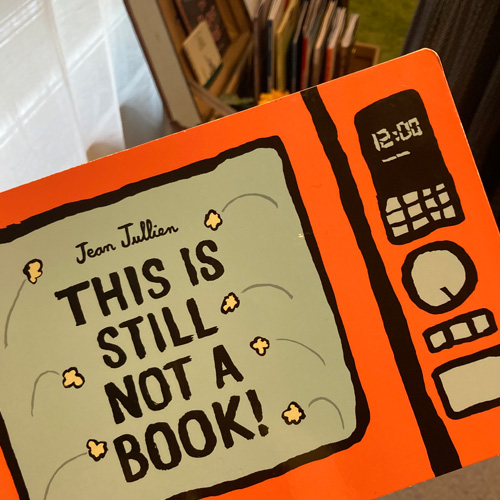 Jean Jullien
THIS IS
STILL
NOT A
BOOK!
12:00